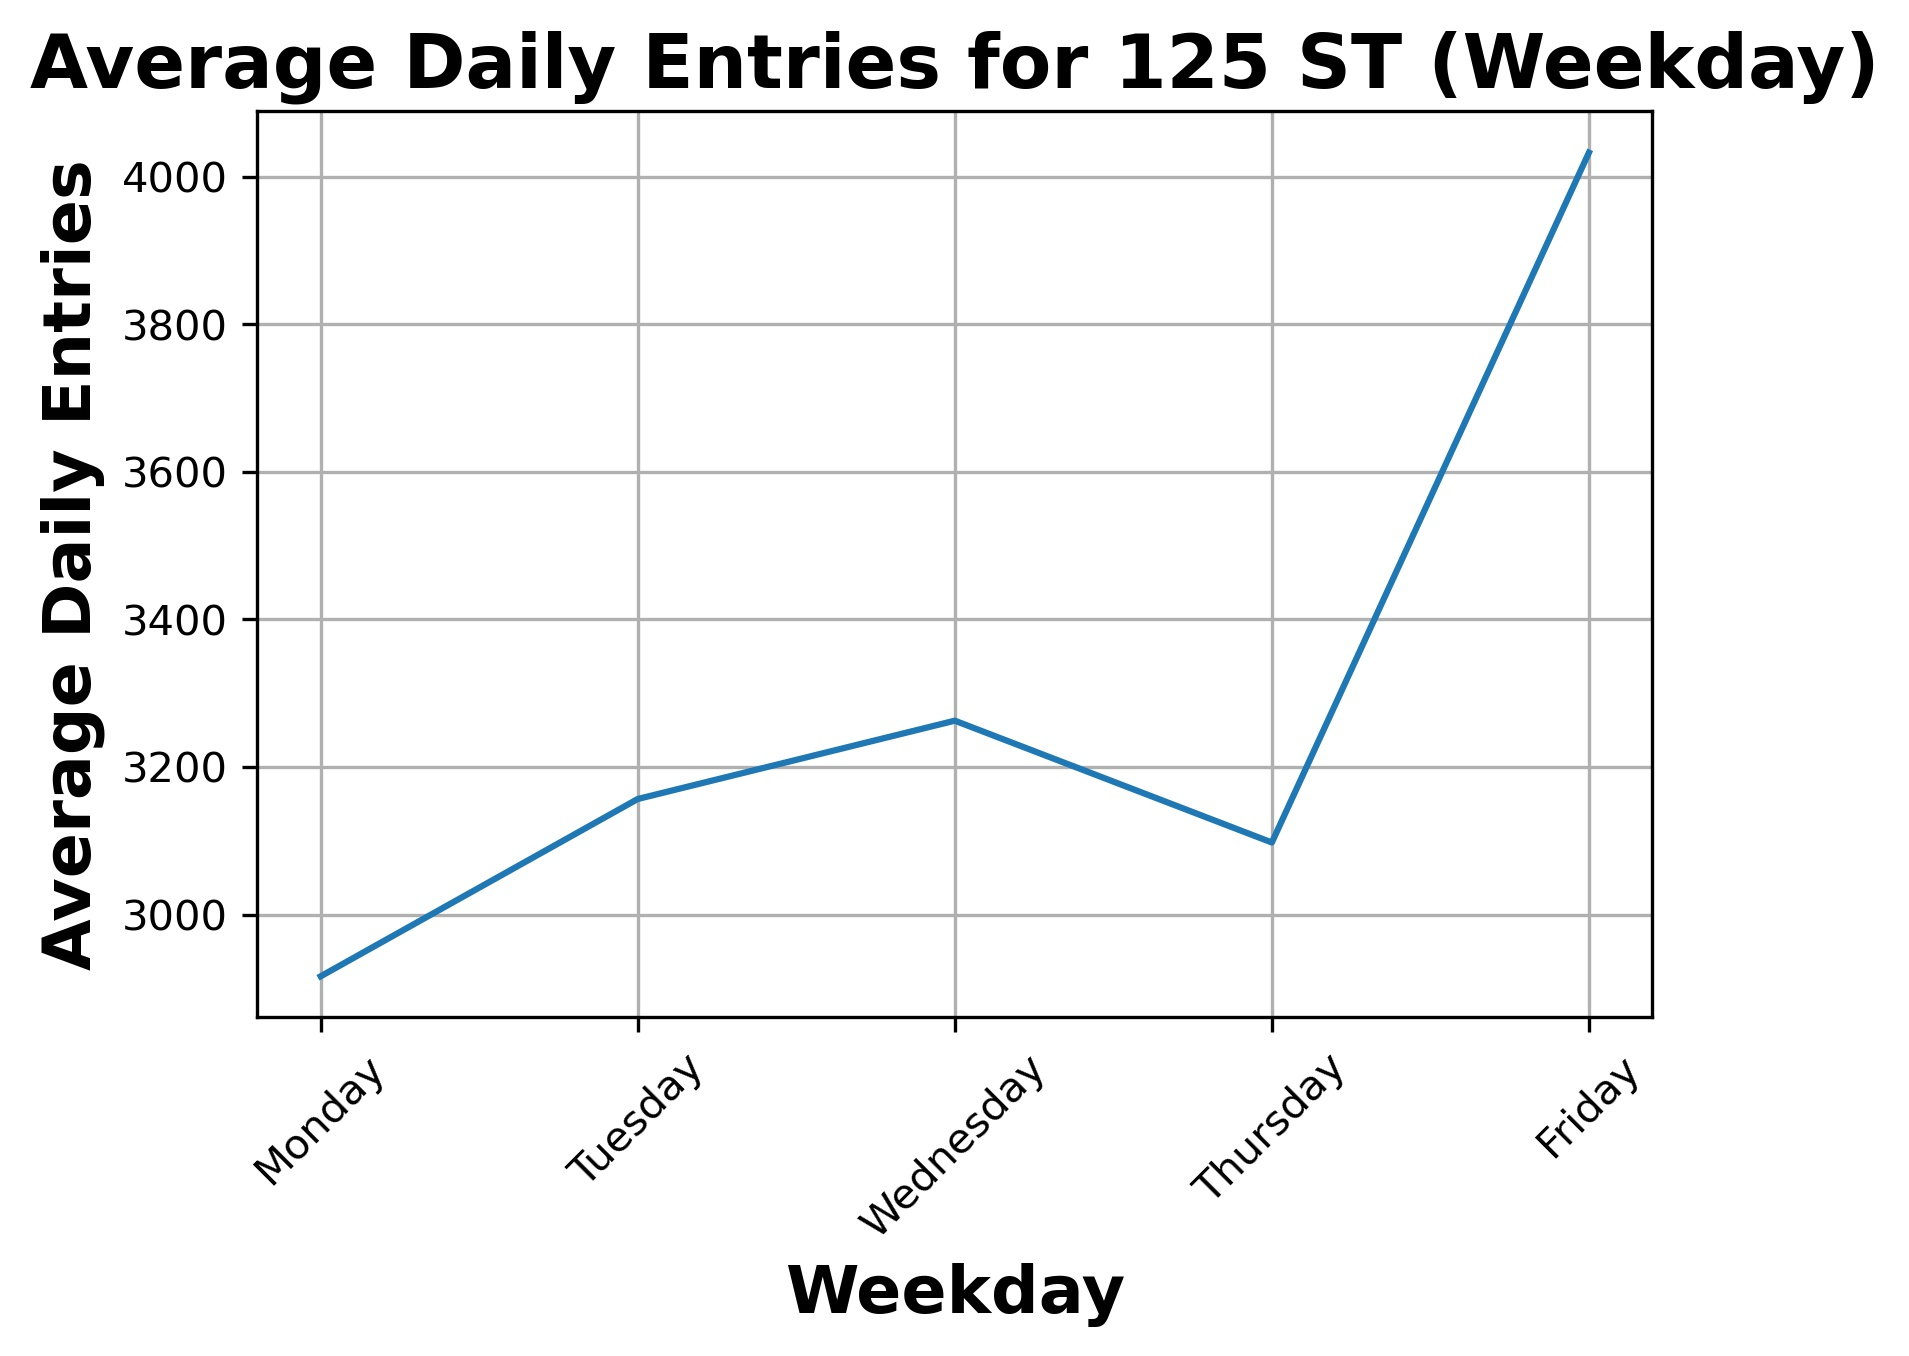 Average Daily Entries for 125 ST (Weekday)
Average Daily Entries
4000
3800
3600
3400
3200
3000
Monday
Tuesday
Wednesday
Thursday
Friday
Weekday